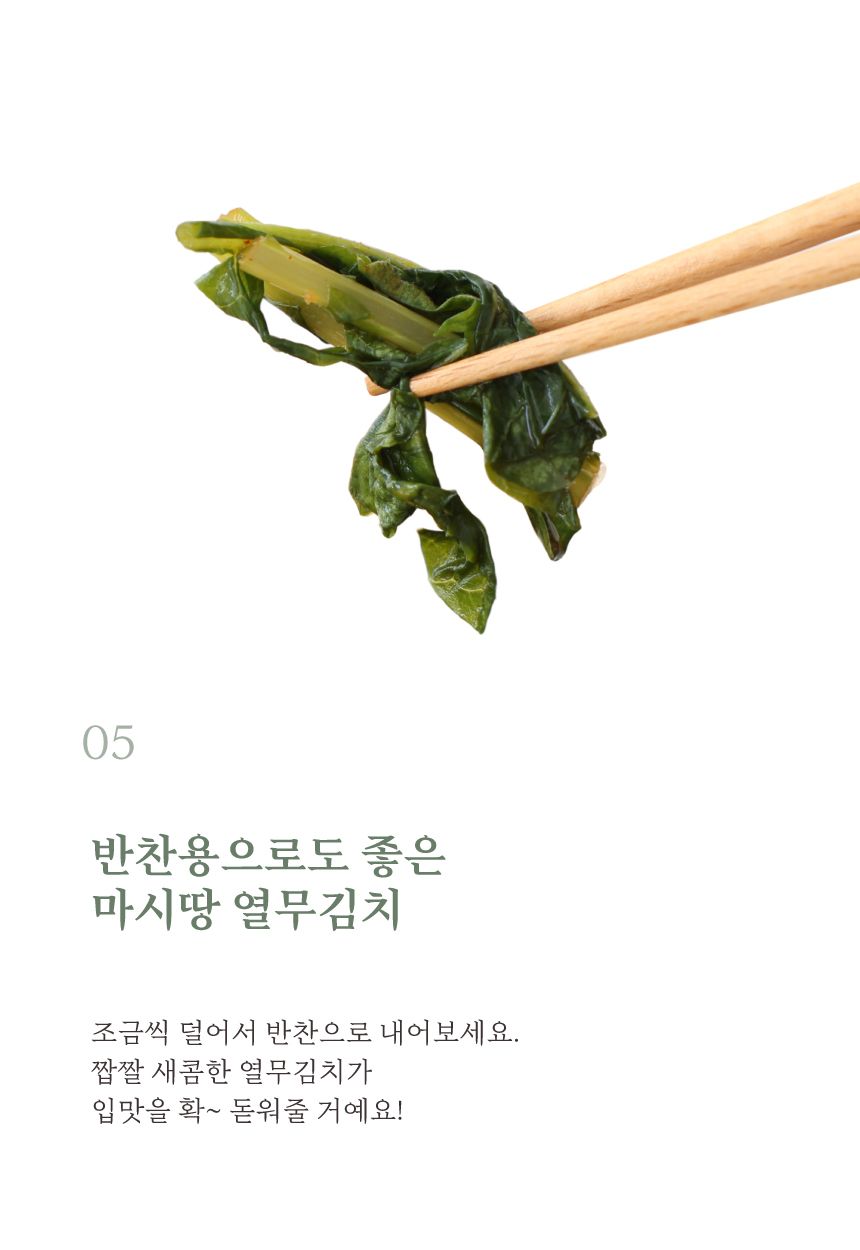 05
반찬용으로도 좋은
마시땅 열무김치
조금씩 덜어서 반찬으로 내어보세요.
짭짤 새콤한 열무김치가
입맛을 확~ 돋워줄 거예요!